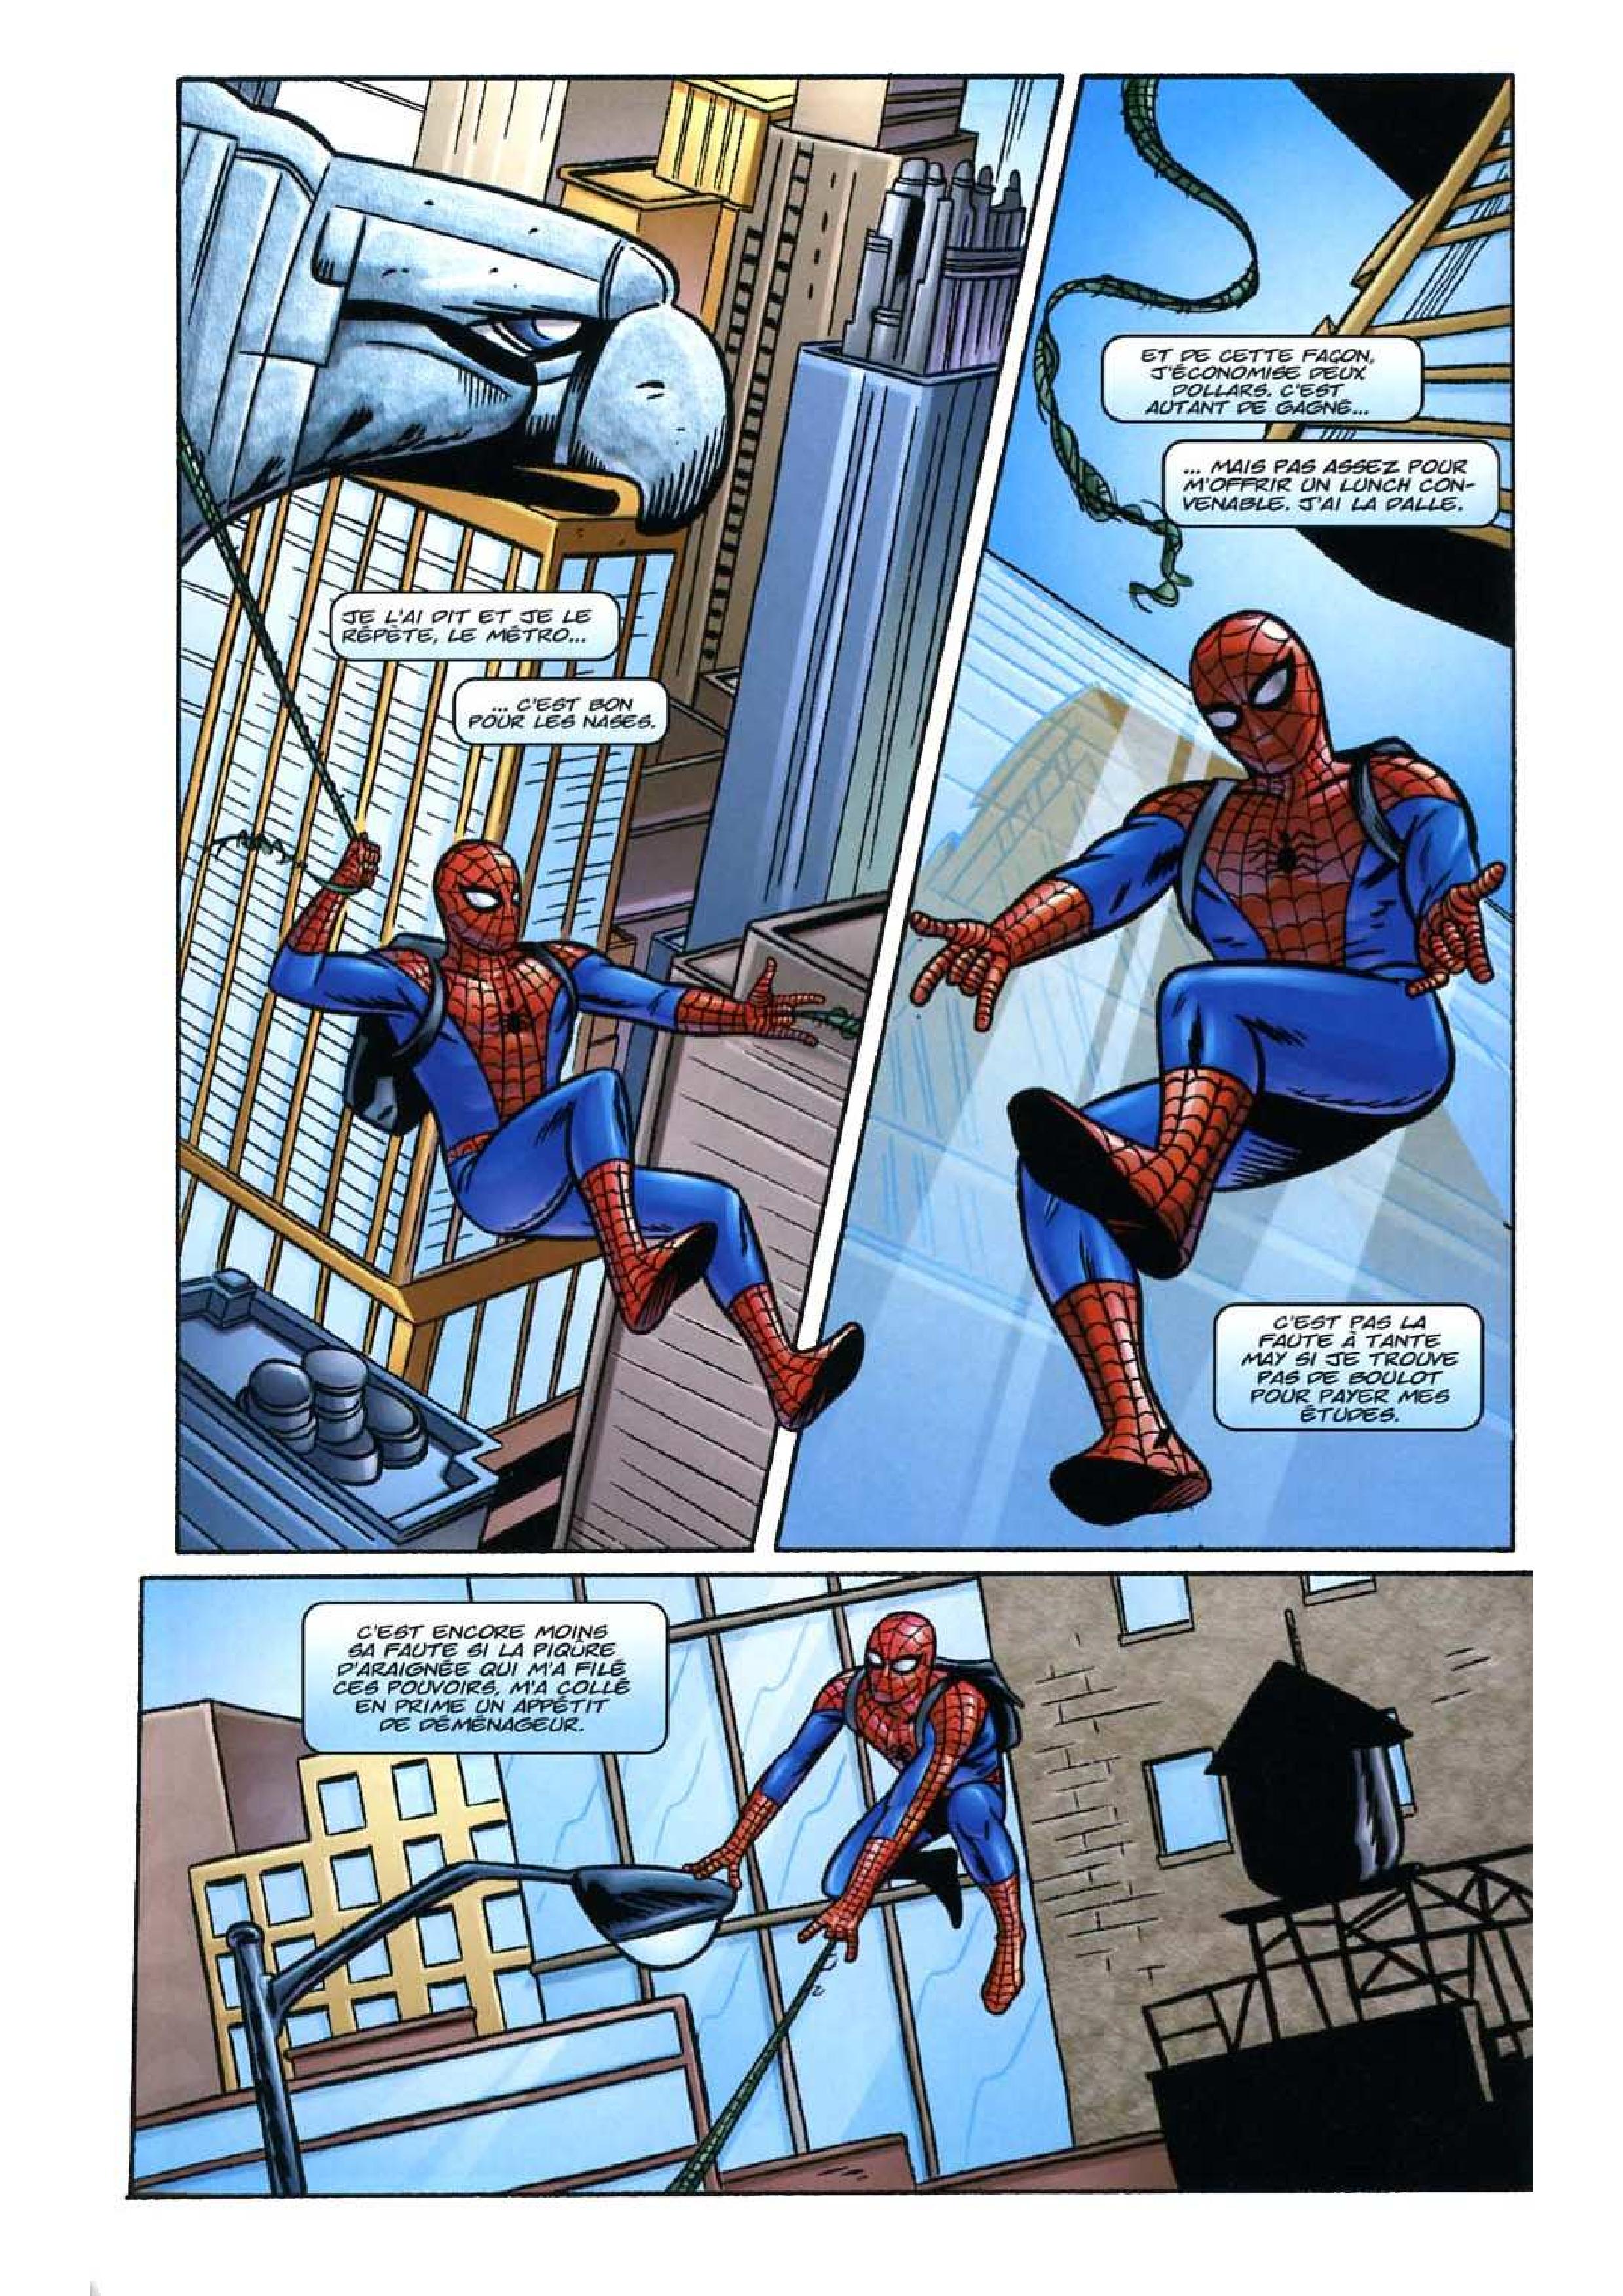 JE L'AI DIT ET JE LE
RÉPÈTE, LE MÉTRO...
... C'EST BON
POUR LES NASES.
ET DE CETTE FAÇON,
J'ÉCONOMISE DEUX
DOLLARS. C'EST
AUTANT DE GAGNÉ...
... MAIS PAS ASSEZ POUR
M'OFFRIR UN LUNCH CON-
VENABLE. J'AI LA DALLE.
C'EST PAS LA
FAUTE À TANTE
MAY SI JE TROUVE
PAS DE BOULOT
POUR PAYER MES
ÉTUDES.
C'EST ENCORE MOINS
SA FAUTE SI LA PIQÛRE
D'ARAIGNÉE QUI M'A FILÉ
CES POUVOIRS, M'A COLLÉ
EN PRIME UN APPÉTIT
DE DÉMÉNAGEUR.